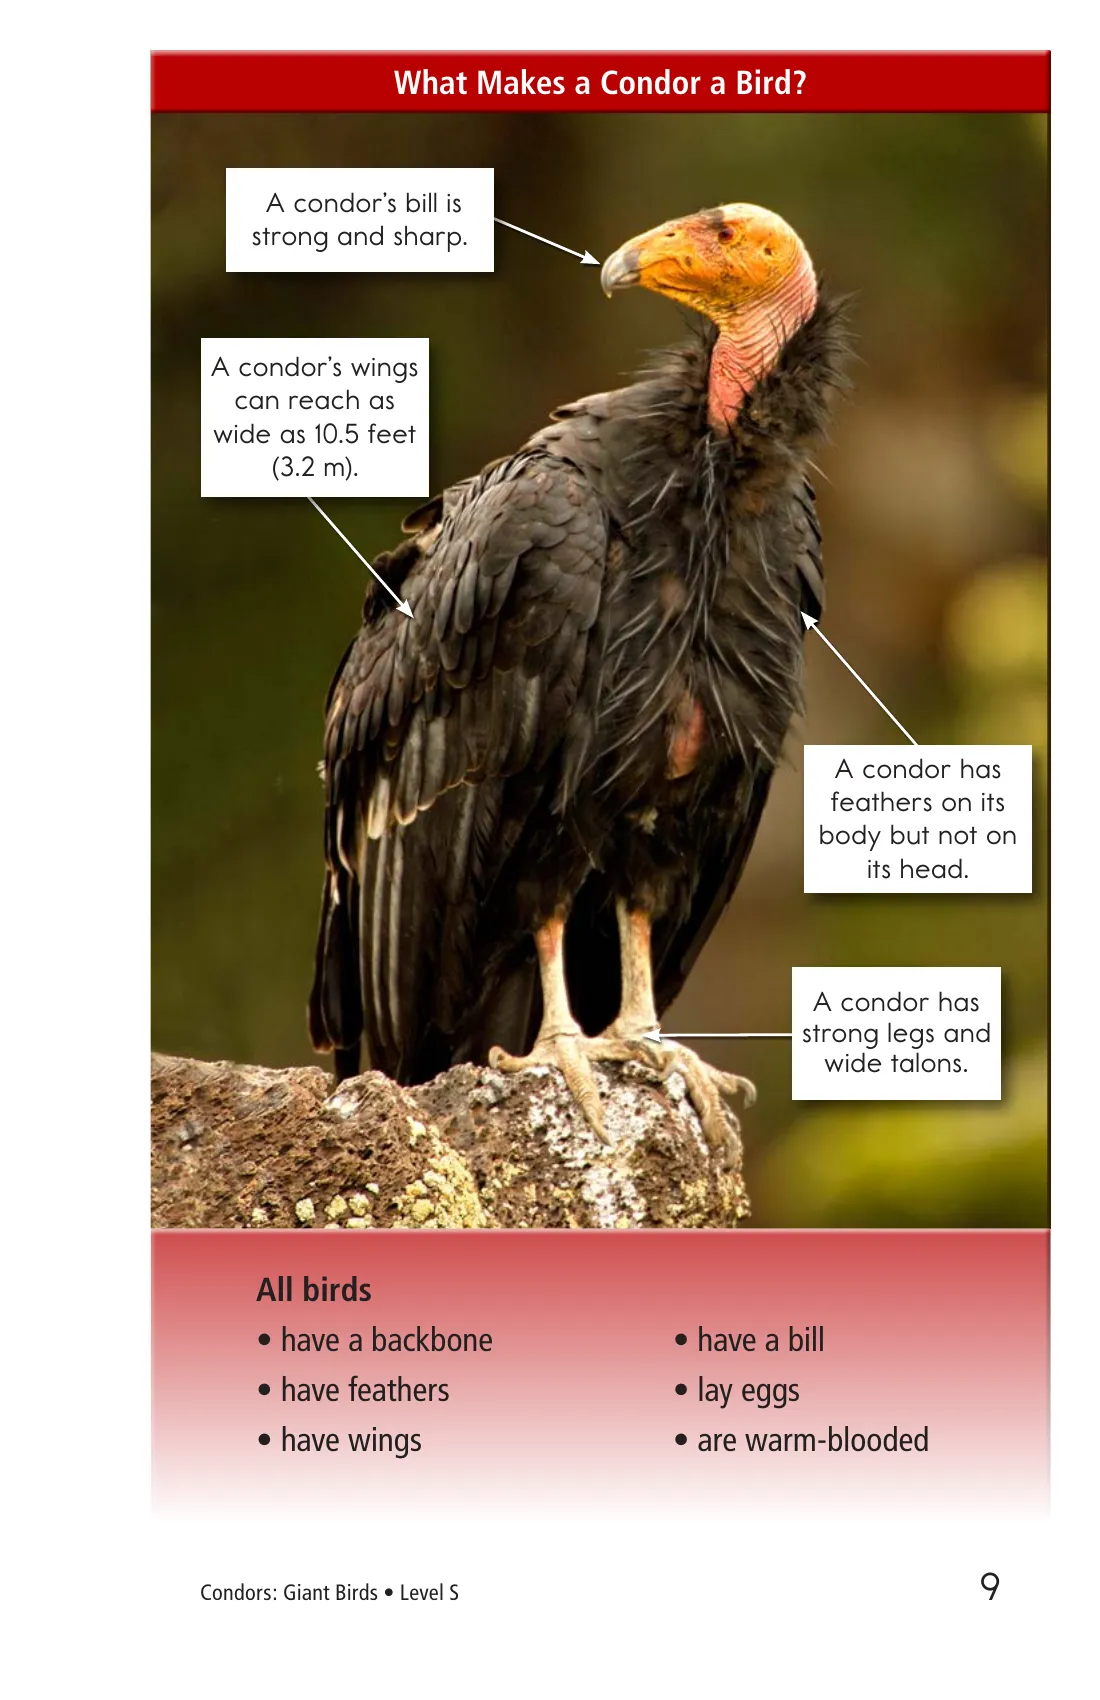 What Makes a Condor a Bird?
A condor's bill is
strong and sharp.
A condor's wings
can reach as
wide as 10.5 feet
(3.2 m).
A condor has
feathers on its
body but not on
its head.
A condor has
strong legs and
wide talons.
All birds
• have a backbone
• have feathers
• have wings
• have a bill
• lay eggs
• are warm-blooded
Condors: Giant Birds • Level S
9